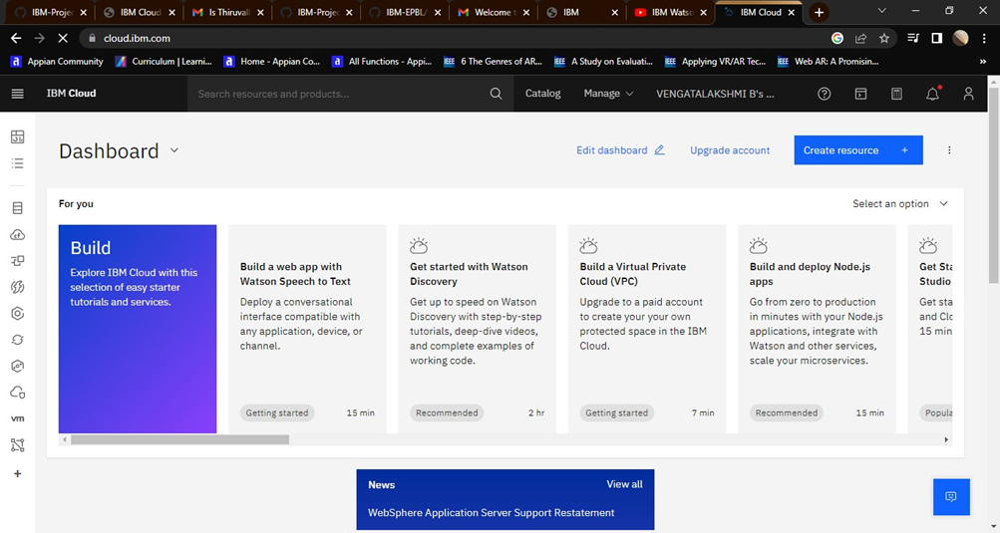 IBM-Projec
IBM Cloud
Is Thiruvall
IBM-Projec
IBM-EPBL/
Welcome t
IBM
IBM Watso
IBM Cloud
cloud.ibm.com
Appian Community
Curriculum | Learni...
Home - Appian Co...
All Functions - Appi...
6 The Genres of AR...
A Study on Evaluati...
Applying VR/AR Tec...
Web AR: A Promisin...
IBM Cloud
Search resources and products...
Catalog
Manage
VENGATALAKSHMI B's ...
Dashboard
Edit dashboard
Upgrade account
Create resource +
For you
Select an option
Build
Explore IBM Cloud with this
selection of easy starter
tutorials and services.
Build a web app with
Watson Speech to Text
Deploy a conversational
interface compatible with
any application, device, or
channel.
Getting started
15 min
Get started with Watson
Discovery
Get up to speed on Watson
Discovery with step-by-step
tutorials, deep-dive videos,
and complete examples of
working code.
Recommended
2 hr
Build a Virtual Private
Cloud (VPC)
Upgrade to a paid account
to create your your own
protected space in the IBM
Cloud.
Getting started
7 min
Build and deploy Node.js
apps
Go from zero to production
in minutes with your Node.js
applications, integrate with
Watson and other services,
scale your microservices.
Recommended
15 min
Get Sta
Studio
Get sta
and Clo
15 min
Popula
vm
News
View all
WebSphere Application Server Support Restatement